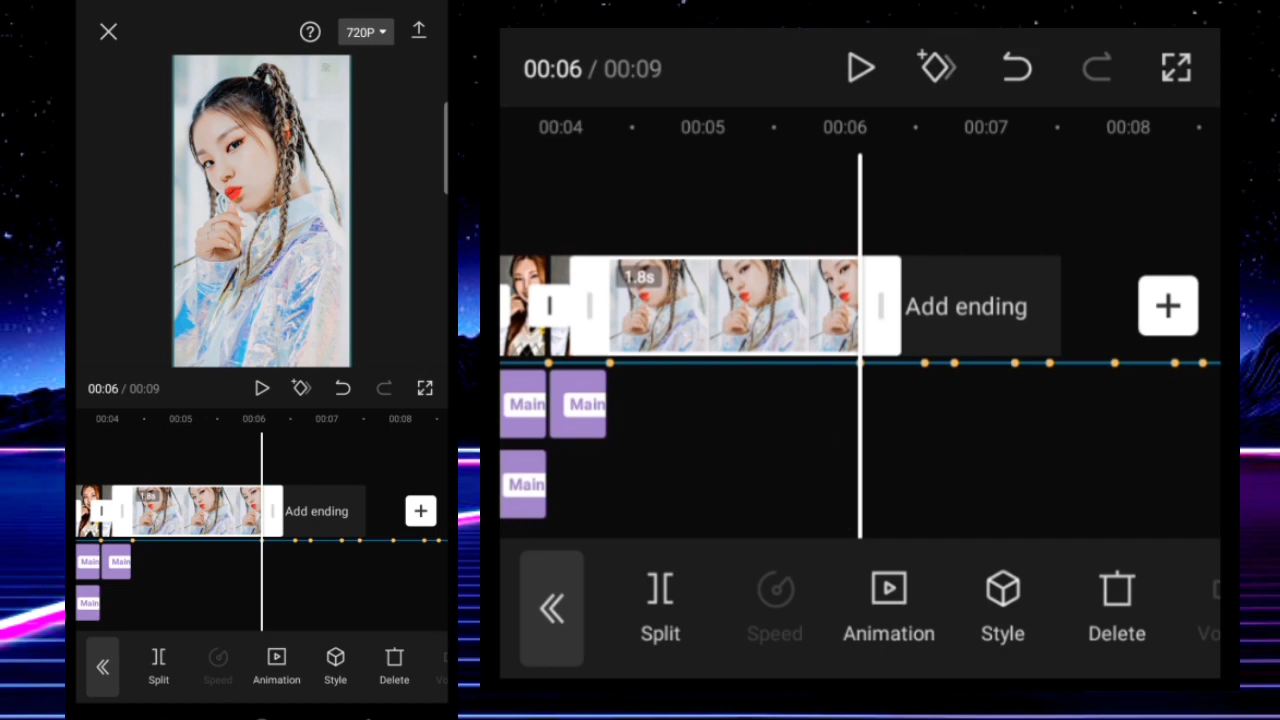 720P
00:06 / 00:09
00:04 00:05 00:06 00:07 00:08
1.8s
Add ending
Main Main
Main
Split Speed Animation Style Delete
00:06 / 00:09
00:04 00:05 00:06 00:07 00:08
1.8s
Add ending
Main Main
Main
Split Speed Animation Style Delete